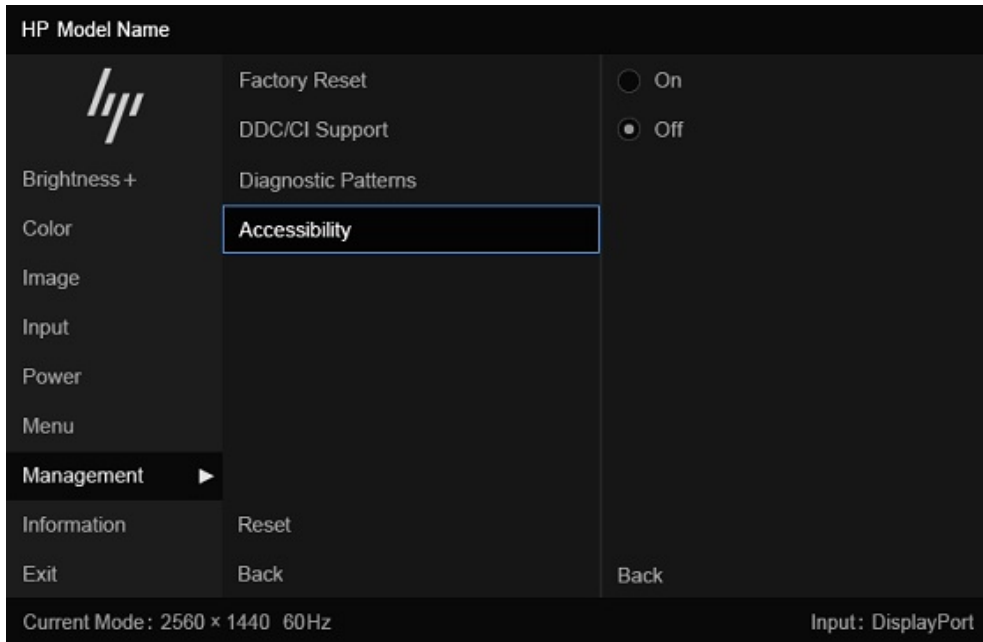 HP Model Name
hp
Brightness+
Color
Image
Input
Power
Menu
Management
Information
Exit
Factory Reset
DDC/CI Support
Diagnostic Patterns
Accessibility
Reset
Back
On
Off
Back
Current Mode: 2560 × 1440 60Hz
Input: DisplayPort